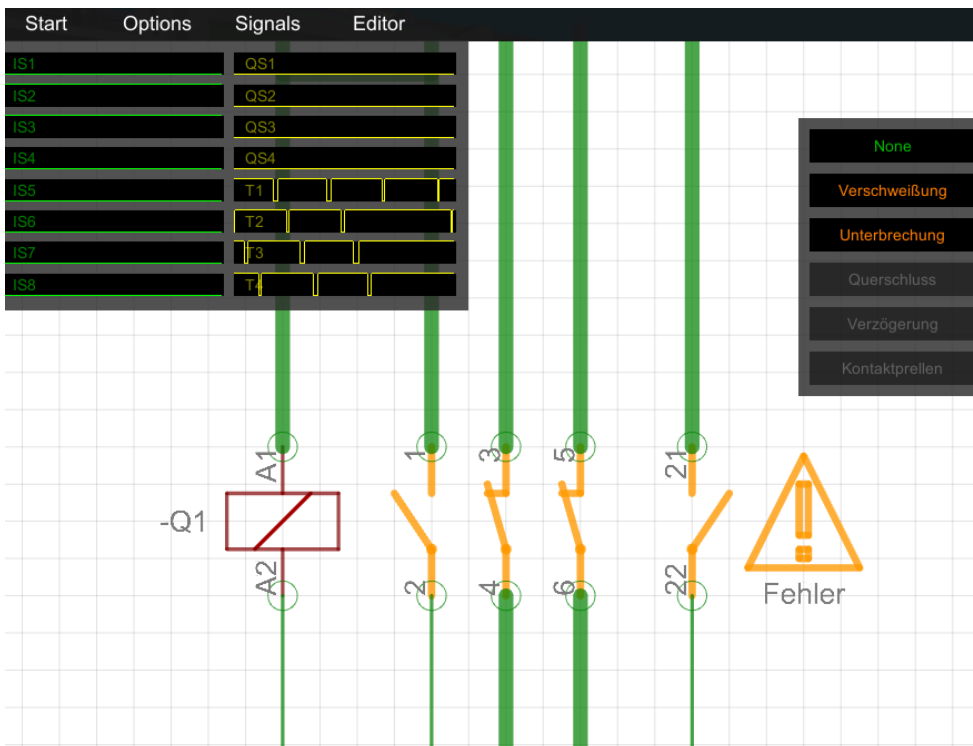 Start Options Signals Editor
IS1 QS1
IS2 QS2
IS3 QS3
IS4 QS4
IS5 T1
IS6 T2
IS7 T3
IS8 T4
None
Verschweißung
Unterbrechung
Querschluss
Verzögerung
Kontaktprellen
A1 1 3 5 21
-Q1
A2 2 4 6 22
Fehler